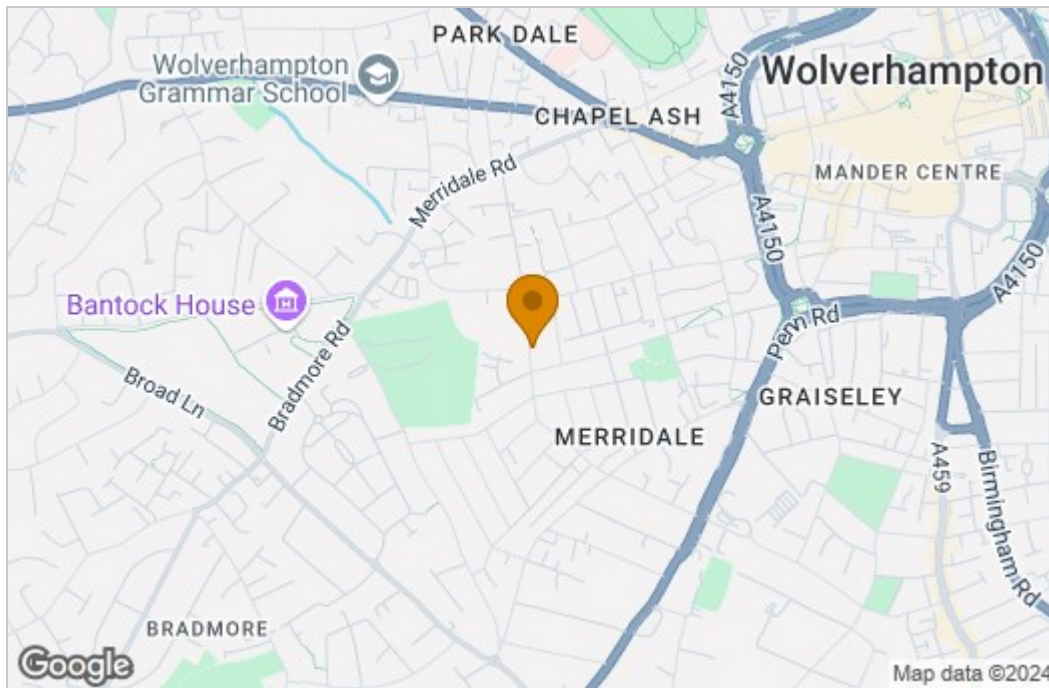 PARK DALE
Wolverhampton
Grammar School
A4150
Wolverhampton
CHAPEL ASH
MANDER CENTRE
Merridale Rd
A4150
A4150
Bantock House
Bradmore Rd
Penn Rd
Broad Ln
GRAISELEY
MERRIDALE
A459
Birmingham Rd
BRADMORE
Google
Map data ©2024